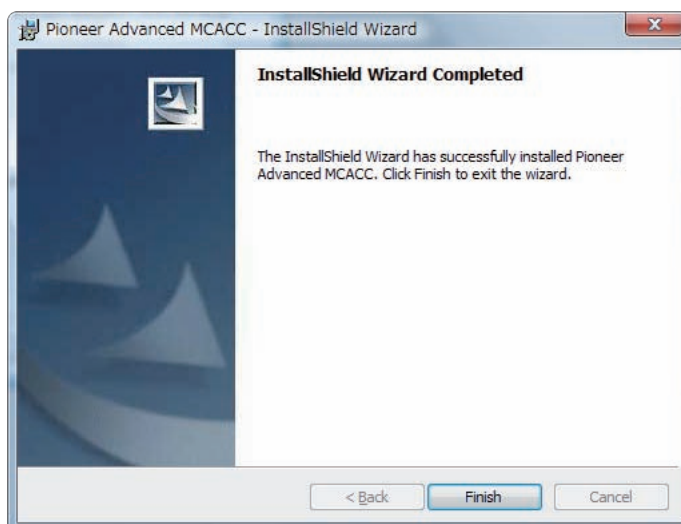 Pioneer Advanced MCACC - InstallShield Wizard
InstallShield Wizard Completed
The InstallShield Wizard has successfully installed Pioneer
Advanced MCACC. Click Finish to exit the wizard.
< Back
Finish
Cancel